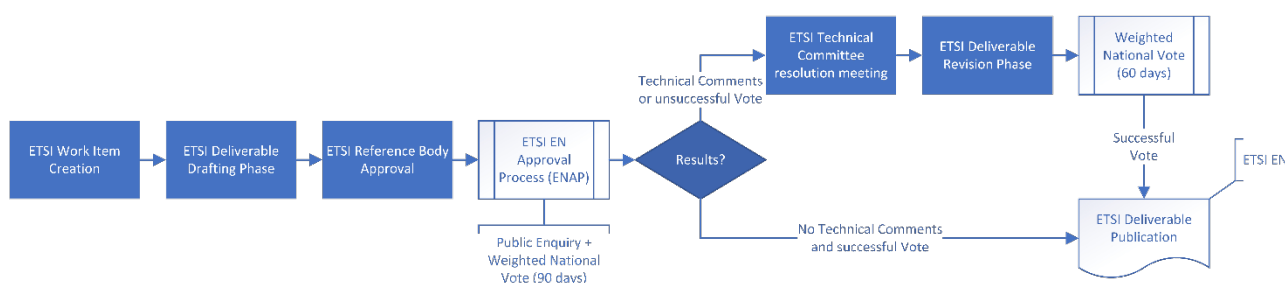 ETSI Work Item
Creation
ETSI Deliverable
Drafting Phase
ETSI Reference Body
Approval
ETSI EN
Approval
Process (ENAP)
Public Enquiry +
Weighted National
Vote (90 days)
Results?
Technical Comments
or unsuccessful Vote
ETSI Technical
Committee
resolution meeting
ETSI Deliverable
Revision Phase
Weighted
National Vote
(60 days)
Successful
Vote
No Technical Comments
and successful Vote
ETSI Deliverable
Publication
ETSI EN